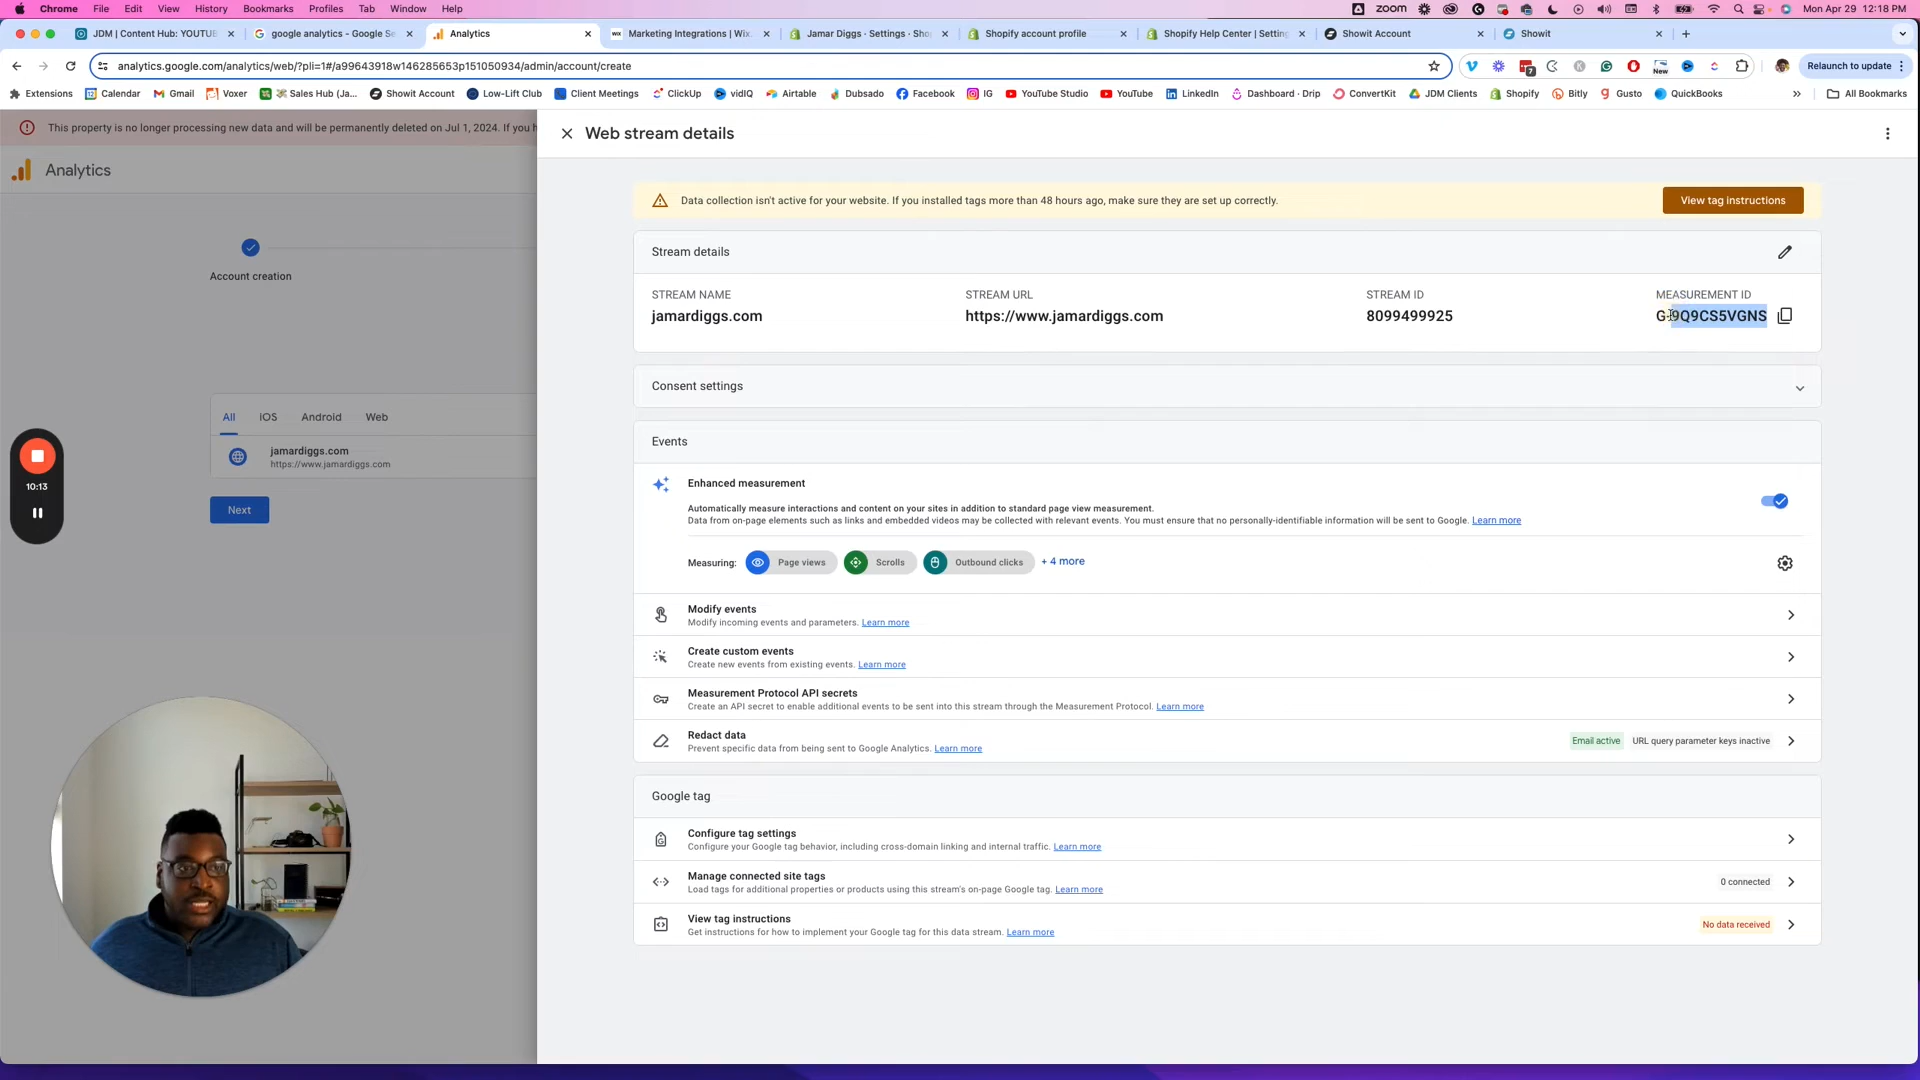 Chrome File Edit View History Bookmarks Profiles Tab Window Help zoom Mon Apr 29 12:18 PM
JDM | Content Hub: YOUTUB google analytics - Google Se Analytics Marketing Integrations | Wix. Jamar Diggs · Settings · Sho Shopify account profile Shopify Help Center | Setting Showit Account Showit
analytics.google.com/analytics/web/?pli=1#/a99643918w146285653p151050934/admin/account/create 7 New Relaunch to update
Extensions Calendar Gmail Voxer Sales Hub (Ja... Showit Account Low-Lift Club Client Meetings ClickUp vidIQ Airtable Dubsado Facebook IG YouTube Studio YouTube LinkedIn Dashboard · Drip ConvertKit JDM Clients Shopify Bitly Gusto QuickBooks » All Bookmarks
This property is no longer processing new data and will be permanently deleted on Jul 1, 2024. If you h
Analytics
Account creation
All iOS Android Web
jamardiggs.com
https://www.jamardiggs.com
Next
10:13
Web stream details
Data collection isn't active for your website. If you installed tags more than 48 hours ago, make sure they are set up correctly. View tag instructions
Stream details
STREAM NAME STREAM URL STREAM ID MEASUREMENT ID
jamardiggs.com https://www.jamardiggs.com 8099499925 G-9Q9CS5VGNS
Consent settings
Events
Enhanced measurement
Automatically measure interactions and content on your sites in addition to standard page view measurement.
Data from on-page elements such as links and embedded videos may be collected with relevant events. You must ensure that no personally-identifiable information will be sent to Google. Learn more
Measuring: Page views Scrolls Outbound clicks + 4 more
Modify events
Modify incoming events and parameters. Learn more
Create custom events
Create new events from existing events. Learn more
Measurement Protocol API secrets
Create an API secret to enable additional events to be sent into this stream through the Measurement Protocol. Learn more
Redact data
Prevent specific data from being sent to Google Analytics. Learn more
Email active URL query parameter keys inactive
Google tag
Configure tag settings
Configure your Google tag behavior, including cross-domain linking and internal traffic. Learn more
Manage connected site tags
Load tags for additional properties or products using this stream's on-page Google tag. Learn more
0 connected
View tag instructions
Get instructions for how to implement your Google tag for this data stream. Learn more
No data received